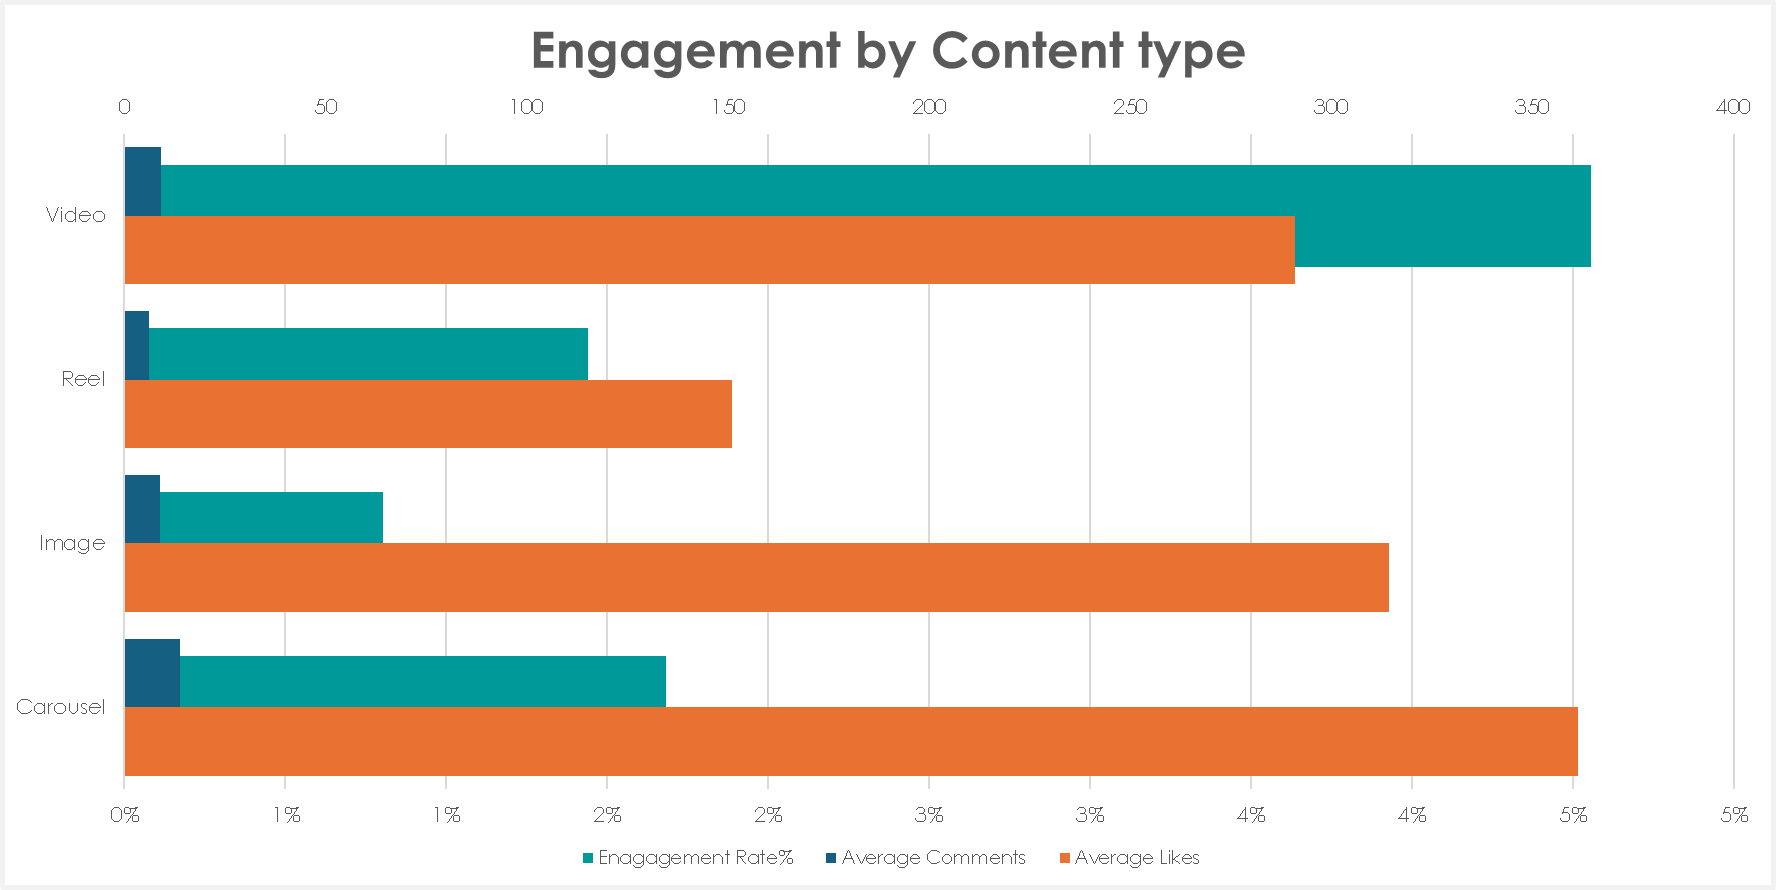 Engagement by Content type
0 50 100 150 200 250 300 350 400
Video
Reel
Image
Carousel
0% 1% 1% 2% 2% 3% 3% 4% 4% 5% 5%
Enagagement Rate% Average Comments Average Likes